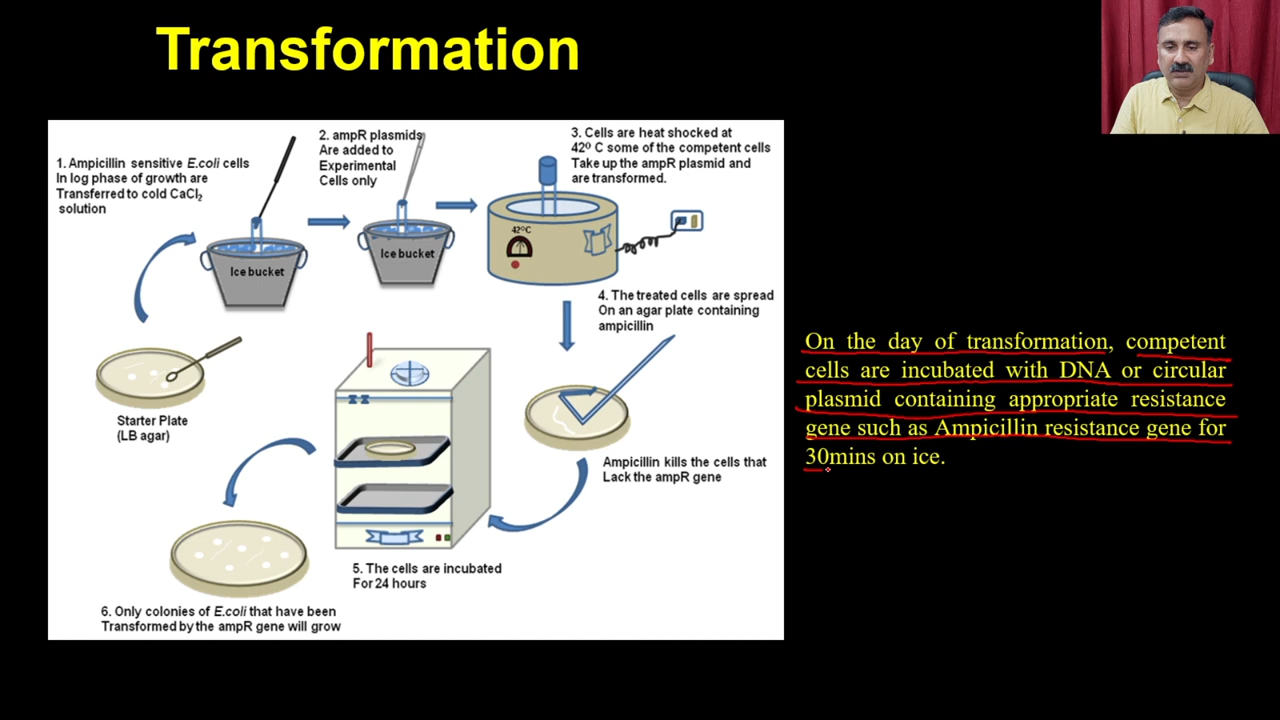 Transformation
1. Ampicillin sensitive E.coli cells
In log phase of growth are
Transferred to cold CaCl2
solution
2. ampR plasmids
Are added to
Experimental
Cells only
3. Cells are heat shocked at
42⁰ C some of the competent cells
Take up the ampR plasmid and
are transformed.
Ice bucket
Ice bucket
42⁰C
4. The treated cells are spread
On an agar plate containing
ampicillin
Starter Plate
(LB agar)
Ampicillin kills the cells that
Lack the ampR gene
5. The cells are incubated
For 24 hours
6. Only colonies of E.coli that have been
Transformed by the ampR gene will grow
On the day of transformation, competent
cells are incubated with DNA or circular
plasmid containing appropriate resistance
gene such as Ampicillin resistance gene for
30mins on ice.